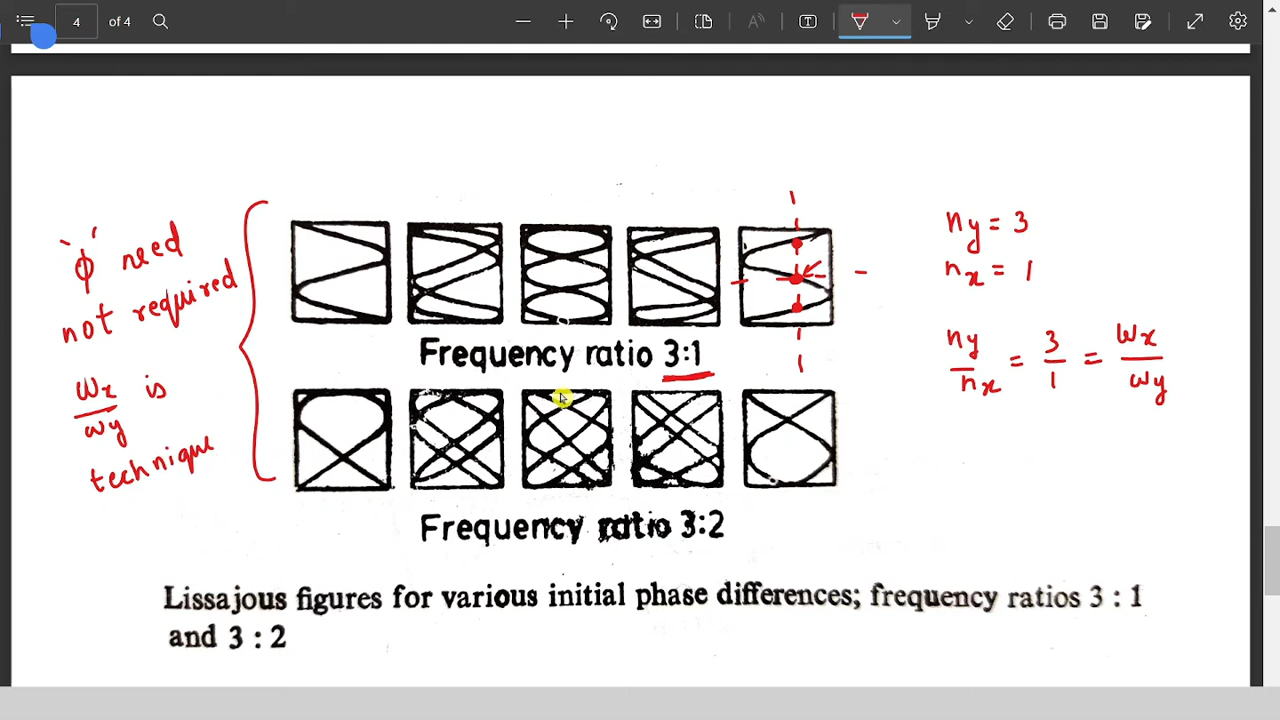 4 of 4
'ϕ' need
not required
ωx/ωy is
technique
Frequency ratio 3:1
Frequency ratio 3:2
Lissajous figures for various initial phase differences; frequency ratios 3 : 1
and 3 : 2
ny = 3
nx = 1
ny/nx = 3/1 = ωx/ωy